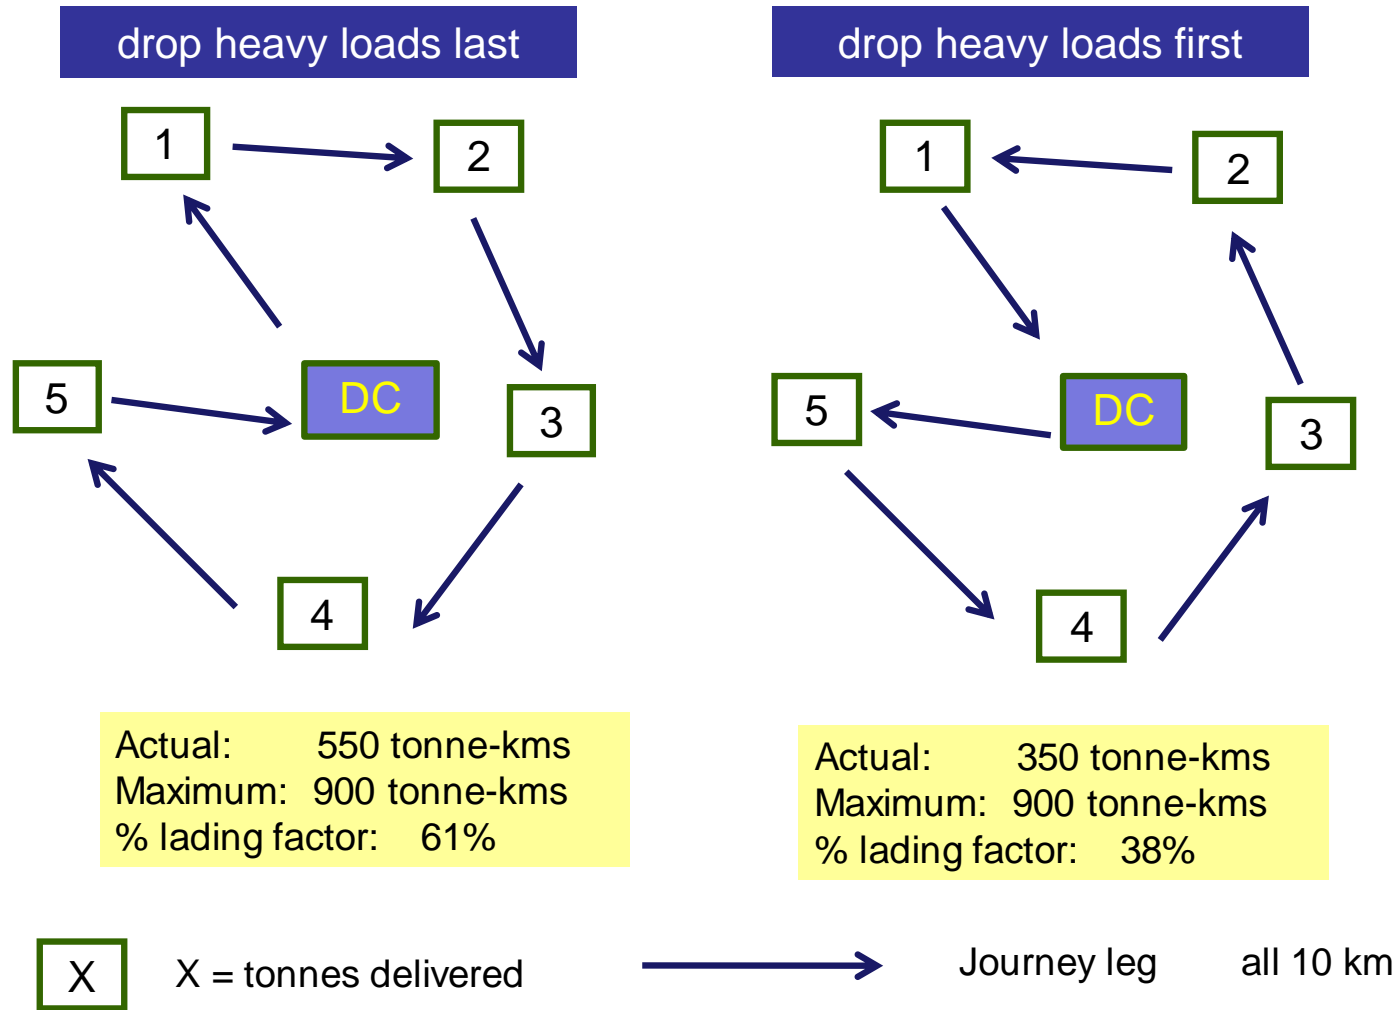 drop heavy loads last
1
2
5
DC
3
4
Actual: 550 tonne-kms
Maximum: 900 tonne-kms
% lading factor: 61%
drop heavy loads first
1
2
5
DC
3
4
Actual: 350 tonne-kms
Maximum: 900 tonne-kms
% lading factor: 38%
X X = tonnes delivered
Journey leg all 10 km